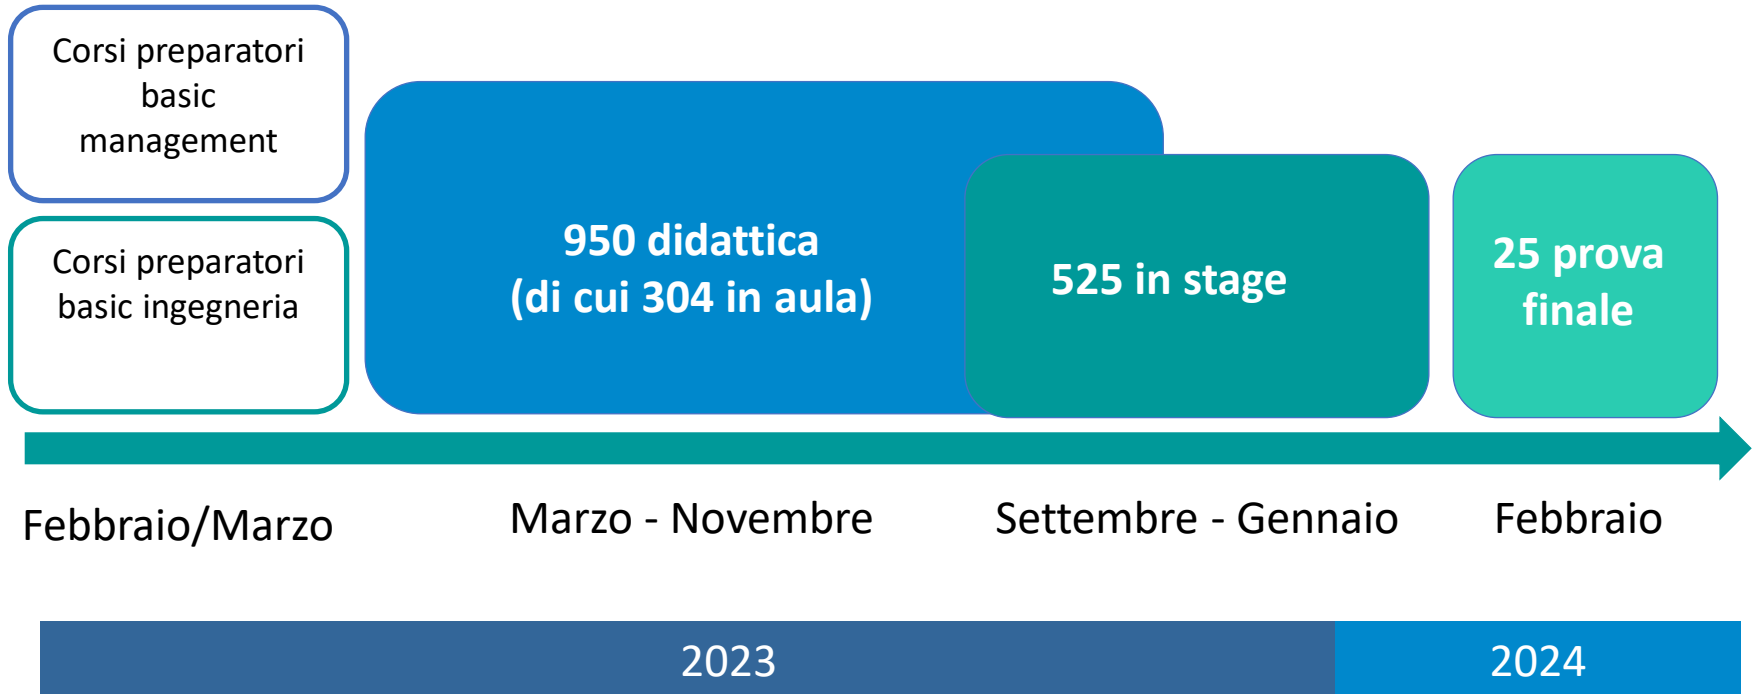 Corsi preparatori
basic
management
Corsi preparatori
basic ingegneria
950 didattica
(di cui 304 in aula)
525 in stage
25 prova
finale
Febbraio/Marzo
Marzo - Novembre
Settembre - Gennaio
Febbraio
2023
2024